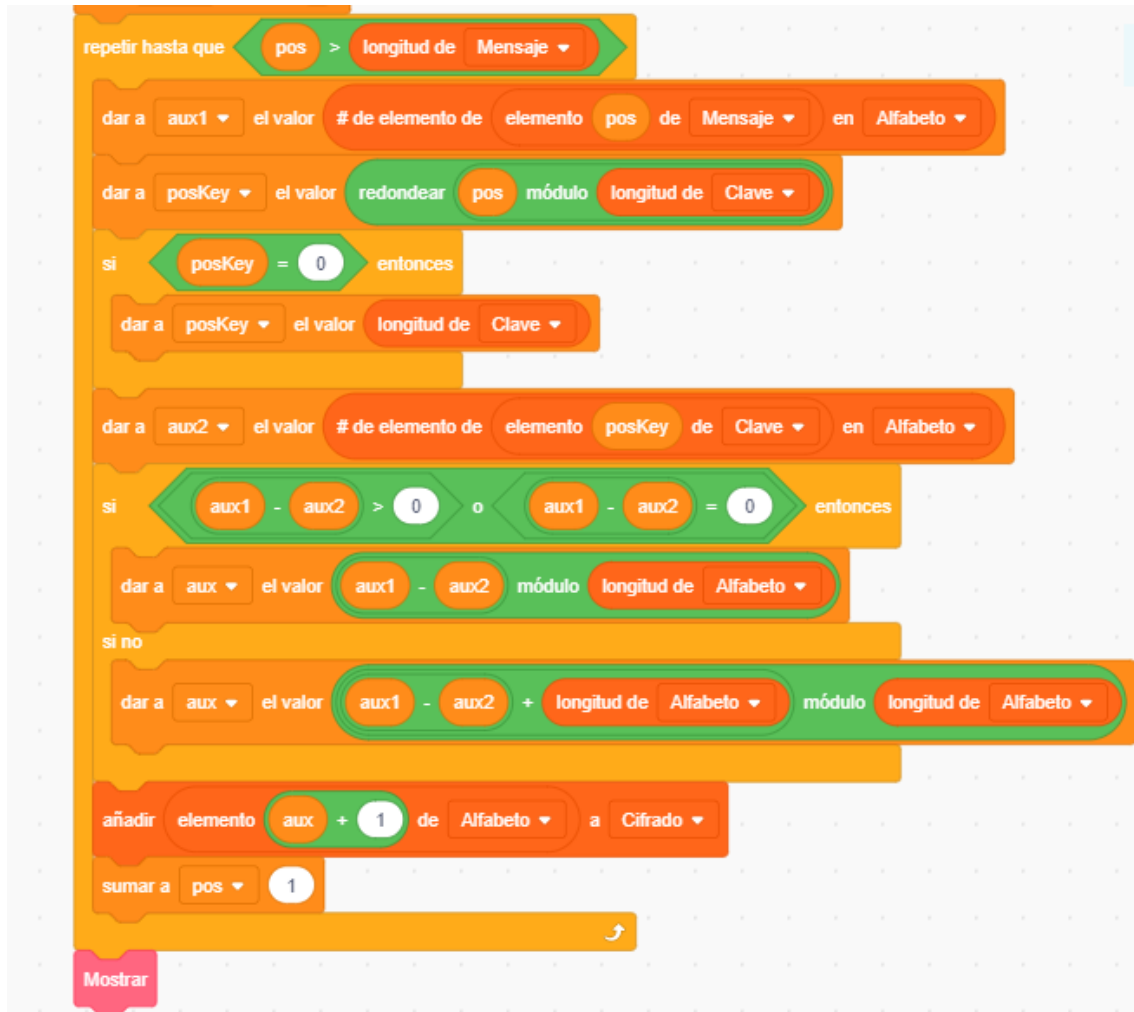 repetir hasta que pos > longitud de Mensaje
dar a aux1 el valor # de elemento de elemento pos de Mensaje en Alfabeto
dar a posKey el valor redondear pos módulo longitud de Clave
si posKey = 0 entonces
dar a posKey el valor longitud de Clave
dar a aux2 el valor # de elemento de elemento posKey de Clave en Alfabeto
si aux1 - aux2 > 0 o aux1 - aux2 = 0 entonces
dar a aux el valor aux1 - aux2 módulo longitud de Alfabeto
si no
dar a aux el valor aux1 - aux2 + longitud de Alfabeto módulo longitud de Alfabeto
añadir elemento aux + 1 de Alfabeto a Cifrado
sumar a pos 1
Mostrar